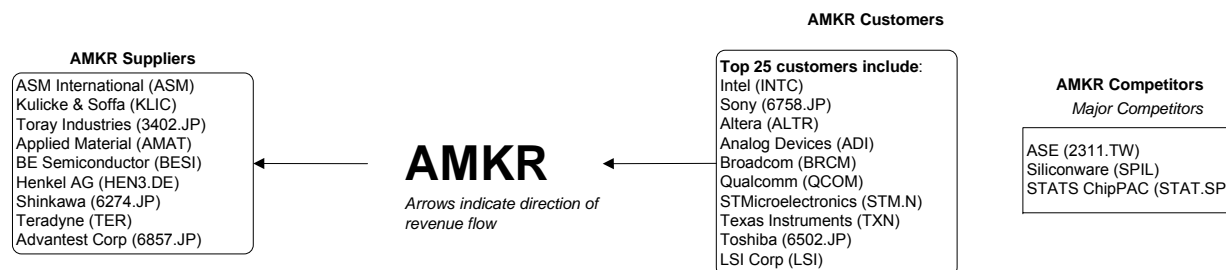 AMKR Customers
AMKR Suppliers
ASM International (ASM)
Kulicke & Soffa (KLIC)
Toray Industries (3402.JP)
Applied Material (AMAT)
BE Semiconductor (BESI)
Henkel AG (HEN3.DE)
Shinkawa (6274.JP)
Teradyne (TER)
Advantest Corp (6857.JP)
AMKR
Arrows indicate direction of
revenue flow
Top 25 customers include:
Intel (INTC)
Sony (6758.JP)
Altera (ALTR)
Analog Devices (ADI)
Broadcom (BRCM)
Qualcomm (QCOM)
STMicroelectronics (STM.N)
Texas Instruments (TXN)
Toshiba (6502.JP)
LSI Corp (LSI)
AMKR Competitors
Major Competitors
ASE (2311.TW)
Siliconware (SPIL)
STATS ChipPAC (STAT.SP